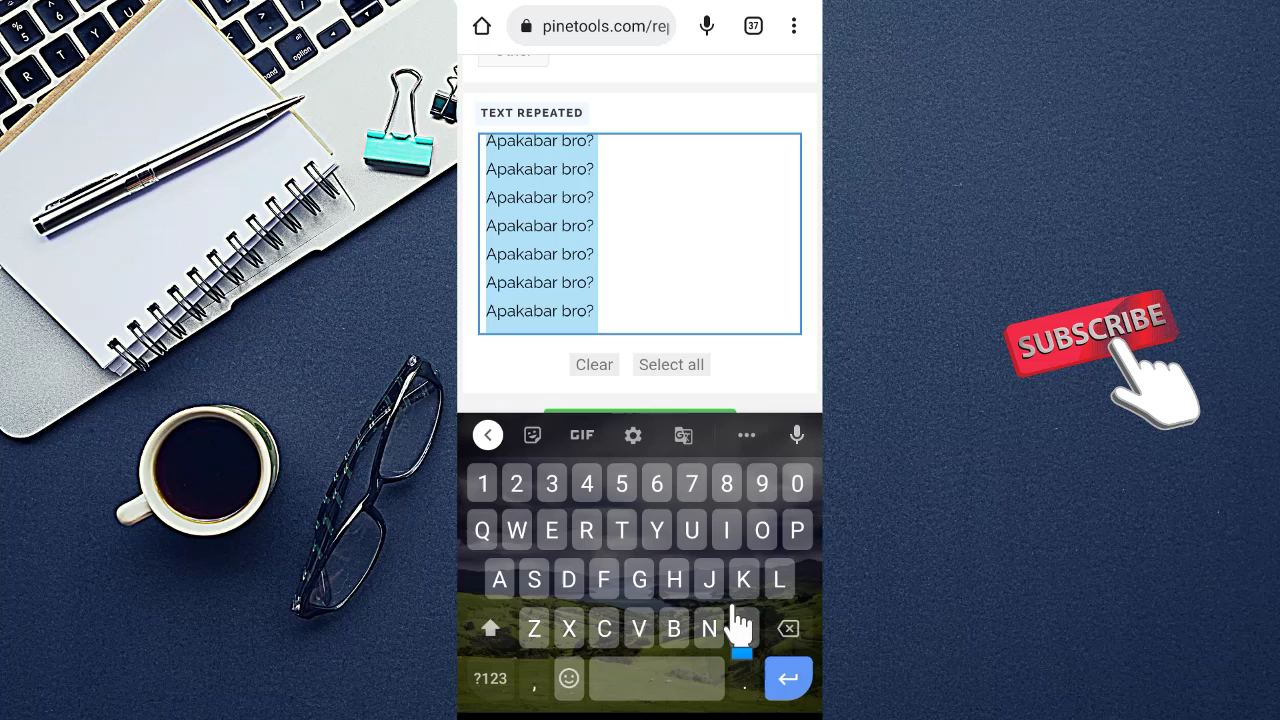 pinetools.com/rep
37
TEXT REPEATED
Apakabar bro?
Apakabar bro?
Apakabar bro?
Apakabar bro?
Apakabar bro?
Apakabar bro?
Apakabar bro?
Clear Select all
GIF
1 2 3 4 5 6 7 8 9 0
Q W E R T Y U I O P
A S D F G H J K L
Z X C V B N
?123 , .
SUBSCRIBE